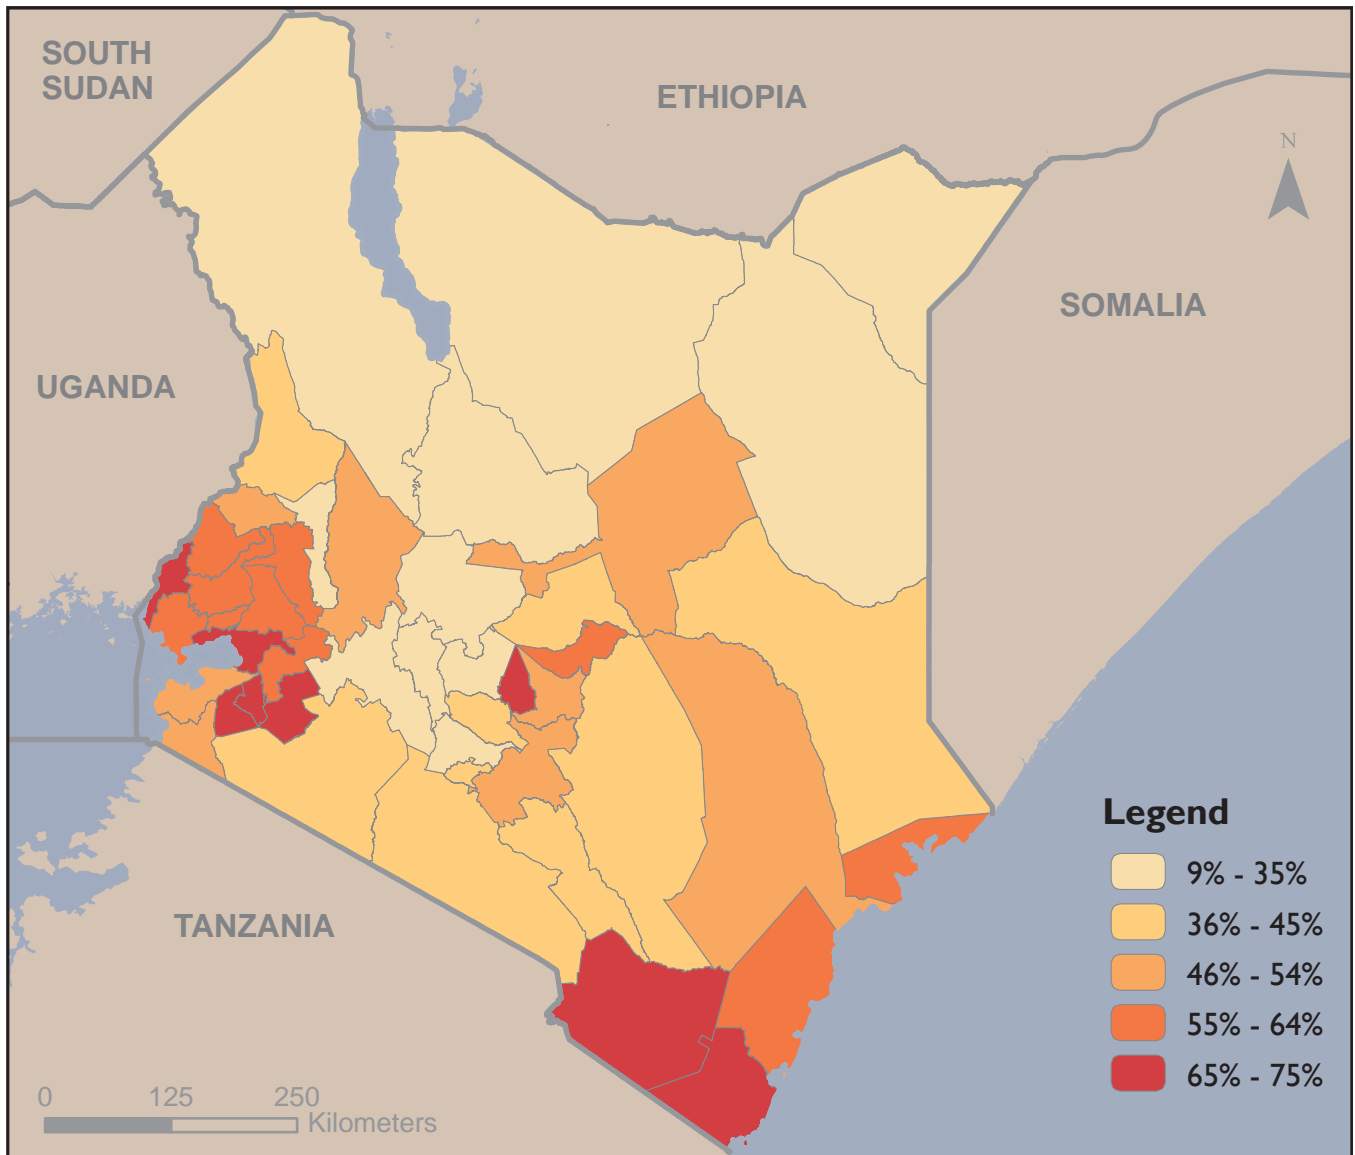 SOUTH
SUDAN
ETHIOPIA
N
SOMALIA
UGANDA
TANZANIA
Legend
9% - 35%
36% - 45%
46% - 54%
55% - 64%
65% - 75%
0 125 250
Kilometers